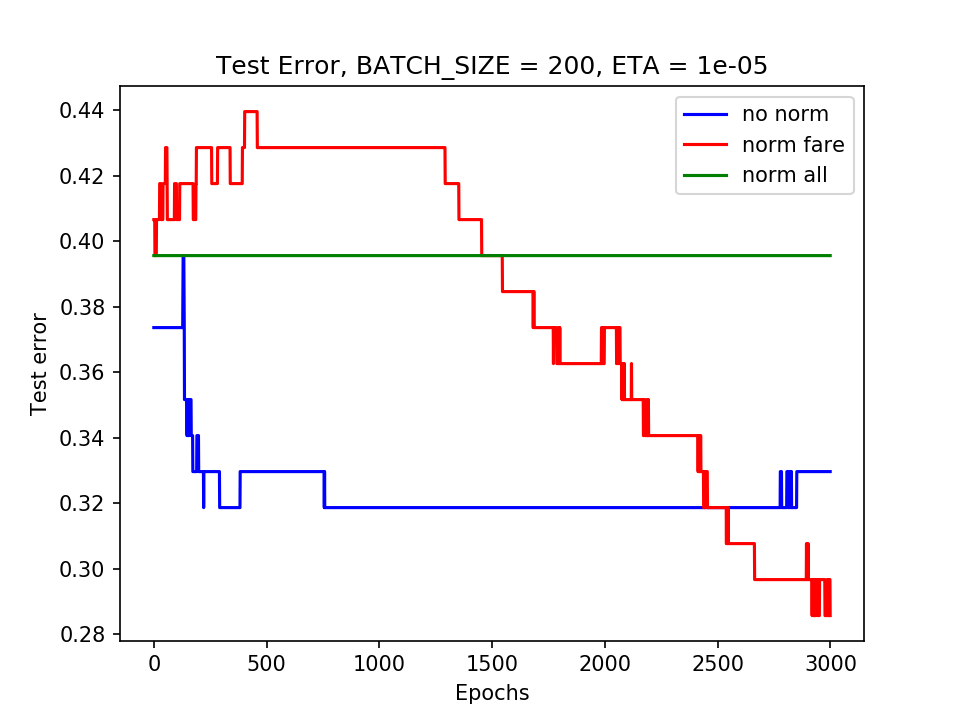 Test Error, BATCH_SIZE = 200, ETA = 1e-05
no norm
norm fare
norm all
Test error
0.44
0.42
0.40
0.38
0.36
0.34
0.32
0.30
0.28
0 500 1000 1500 2000 2500 3000
Epochs